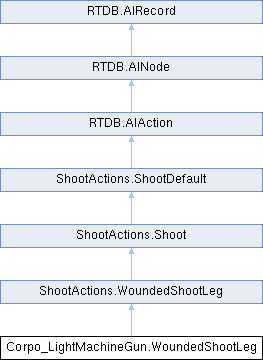 RTDB.AIRecord
RTDB.AINode
RTDB.AIAction
ShootActions.ShootDefault
ShootActions.Shoot
ShootActions.WoundedShootLeg
Corpo_LightMachineGun.WoundedShootLeg